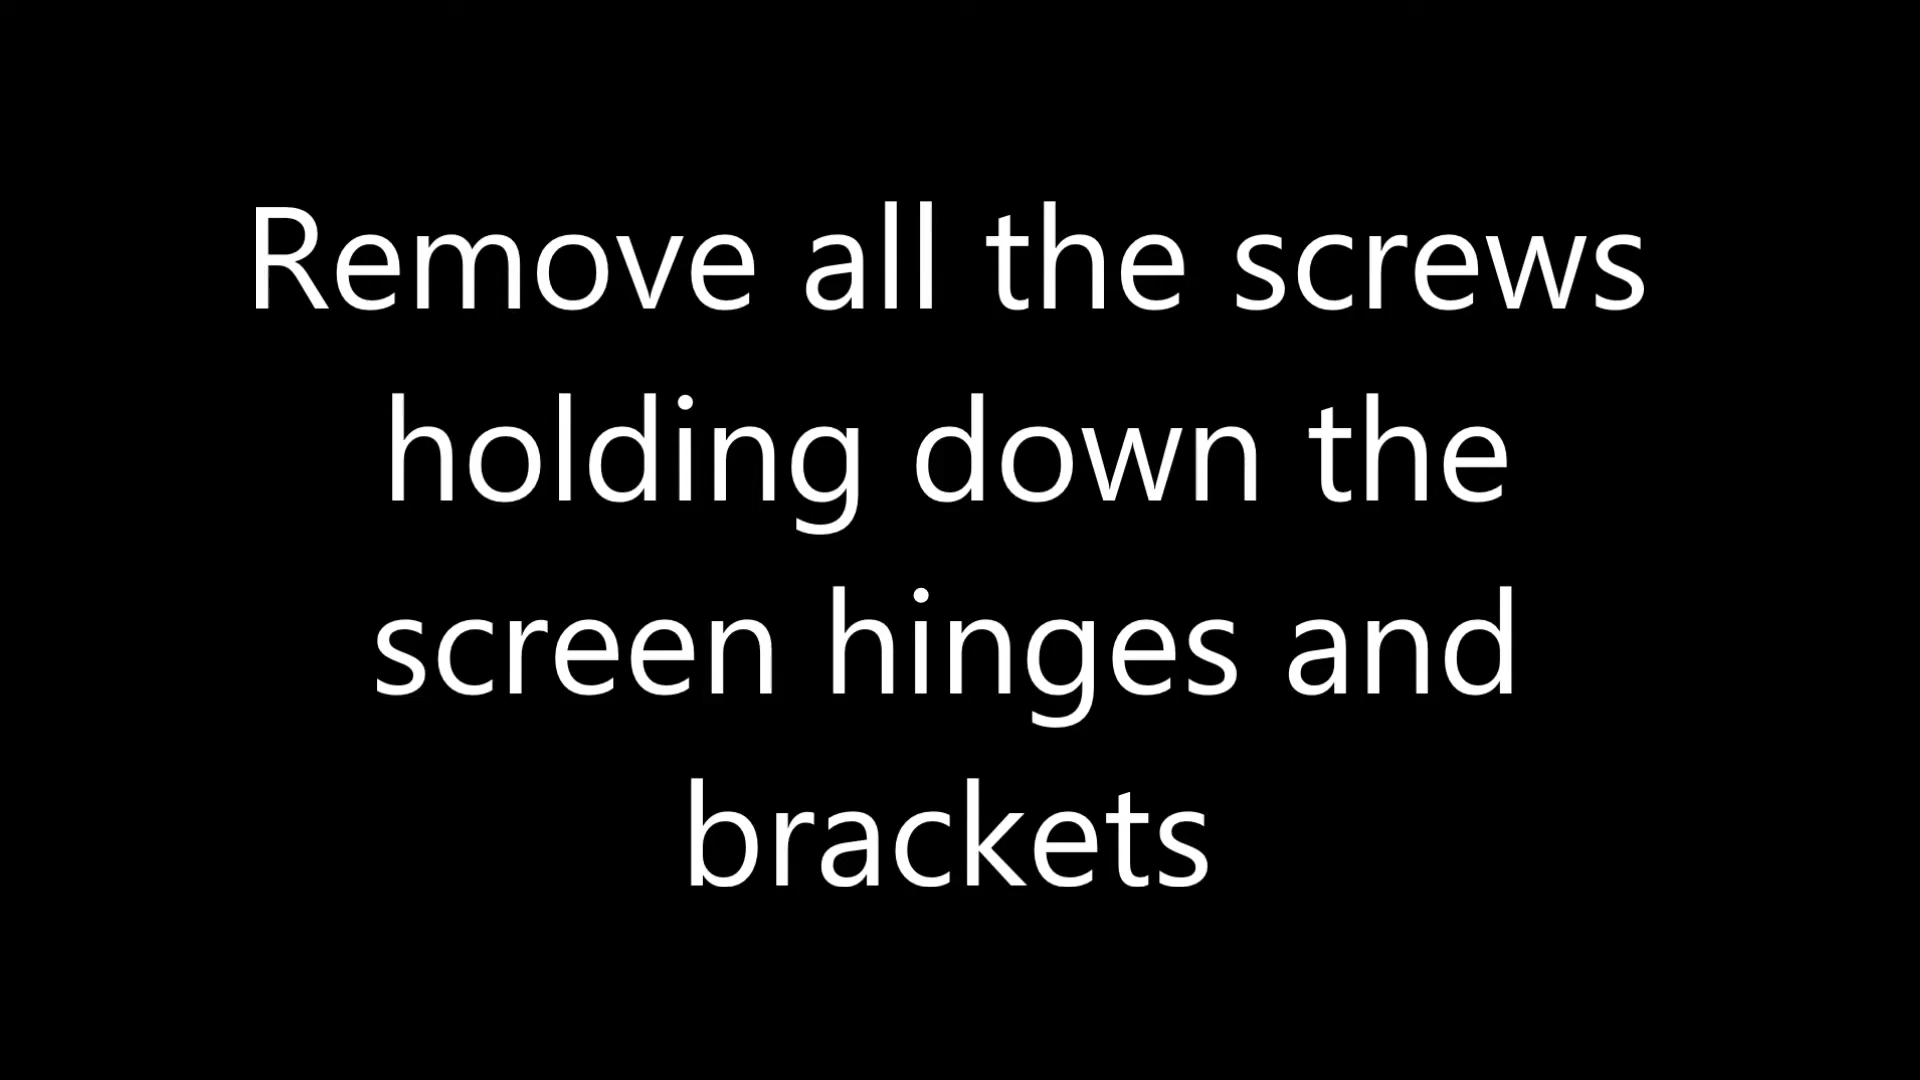 Remove all the screws
holding down the
screen hinges and
brackets